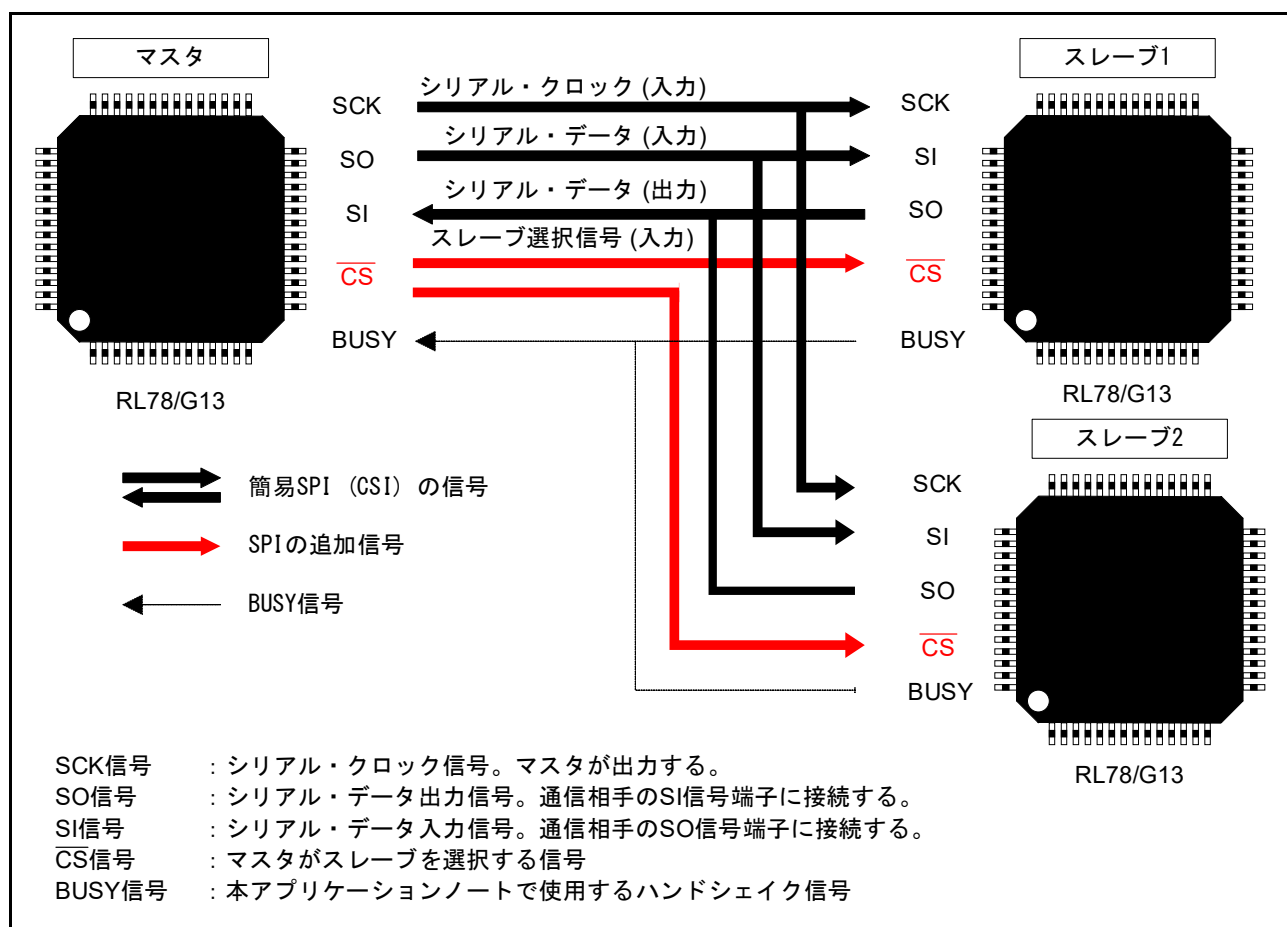 マスタ
スレーブ1
シリアル・クロック (入力)
SCK
SCK
シリアル・データ (入力)
SO
SI
シリアル・データ (出力)
SI
SO
スレーブ選択信号 (入力)
CS
CS
BUSY
BUSY
RL78/G13
RL78/G13
スレーブ2
簡易SPI (CSI) の信号
SCK
SPIの追加信号
SI
BUSY信号
SO
CS
BUSY
RL78/G13
SCK信号 : シリアル・クロック信号。マスタが出力する。
SO信号 : シリアル・データ出力信号。通信相手のSI信号端子に接続する。
SI信号 : シリアル・データ入力信号。通信相手のSO信号端子に接続する。
CS信号 : マスタがスレーブを選択する信号
BUSY信号 : 本アプリケーションノートで使用するハンドシェイク信号